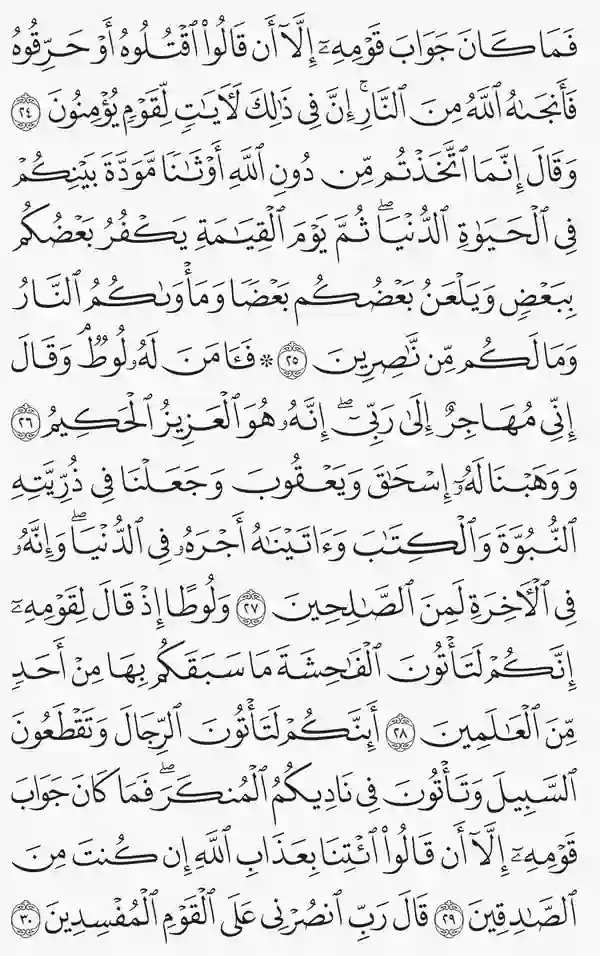 فَمَا كَانَ جَوَابَ قَوْمِهِۦٓ إِلَّآ أَن قَالُوا۟ ٱقْتُلُوهُ أَوْ حَرِّقُوهُ
فَأَنجَىٰهُ ٱللَّهُ مِنَ ٱلنَّارِ ۚ إِنَّ فِى ذَٰلِكَ لَـَٔايَـٰتٍ لِّقَوْمٍ يُؤْمِنُونَ ٢٤
وَقَالَ إِنَّمَا ٱتَّخَذْتُم مِّن دُونِ ٱللَّهِ أَوْثَـٰنًا مَّوَدَّةَ بَيْنِكُمْ
فِى ٱلْحَيَوٰةِ ٱلدُّنْيَا ۖ ثُمَّ يَوْمَ ٱلْقِيَـٰمَةِ يَكْفُرُ بَعْضُكُم
بِبَعْضٍ وَيَلْعَنُ بَعْضُكُم بَعْضًا وَمَأْوَىٰكُمُ ٱلنَّارُ
وَمَا لَكُم مِّن نَّـٰصِرِينَ ٢٥ ۞ فَـَٔامَنَ لَهُۥ لُوطٌ ۘ وَقَالَ
إِنِّى مُهَاجِرٌ إِلَىٰ رَبِّىٓ ۖ إِنَّهُۥ هُوَ ٱلْعَزِيزُ ٱلْحَكِيمُ ٢٦
وَوَهَبْنَا لَهُۥٓ إِسْحَـٰقَ وَيَعْقُوبَ وَجَعَلْنَا فِى ذُرِّيَّتِهِ
ٱلنُّبُوَّةَ وَٱلْكِتَـٰبَ وَءَاتَيْنَـٰهُ أَجْرَهُۥ فِى ٱلدُّنْيَا ۖ وَإِنَّهُۥ
فِى ٱلْـَٔاخِرَةِ لَمِنَ ٱلصَّـٰلِحِينَ ٢٧ وَلُوطًا إِذْ قَالَ لِقَوْمِهِۦٓ
إِنَّكُمْ لَتَأْتُونَ ٱلْفَـٰحِشَةَ مَا سَبَقَكُم بِهَا مِنْ أَحَدٍ
مِّنَ ٱلْعَـٰلَمِينَ ٢٨ أَئِنَّكُمْ لَتَأْتُونَ ٱلرِّجَالَ وَتَقْطَعُونَ
ٱلسَّبِيلَ وَتَأْتُونَ فِى نَادِيكُمُ ٱلْمُنكَرَ ۖ فَمَا كَانَ جَوَابَ
قَوْمِهِۦٓ إِلَّآ أَن قَالُوا۟ ٱئْتِنَا بِعَذَابِ ٱللَّهِ إِن كُنتَ مِنَ
ٱلصَّـٰدِقِينَ ٢٩ قَالَ رَبِّ ٱنصُرْنِى عَلَى ٱلْقَوْمِ ٱلْمُفْسِدِينَ ٣٠